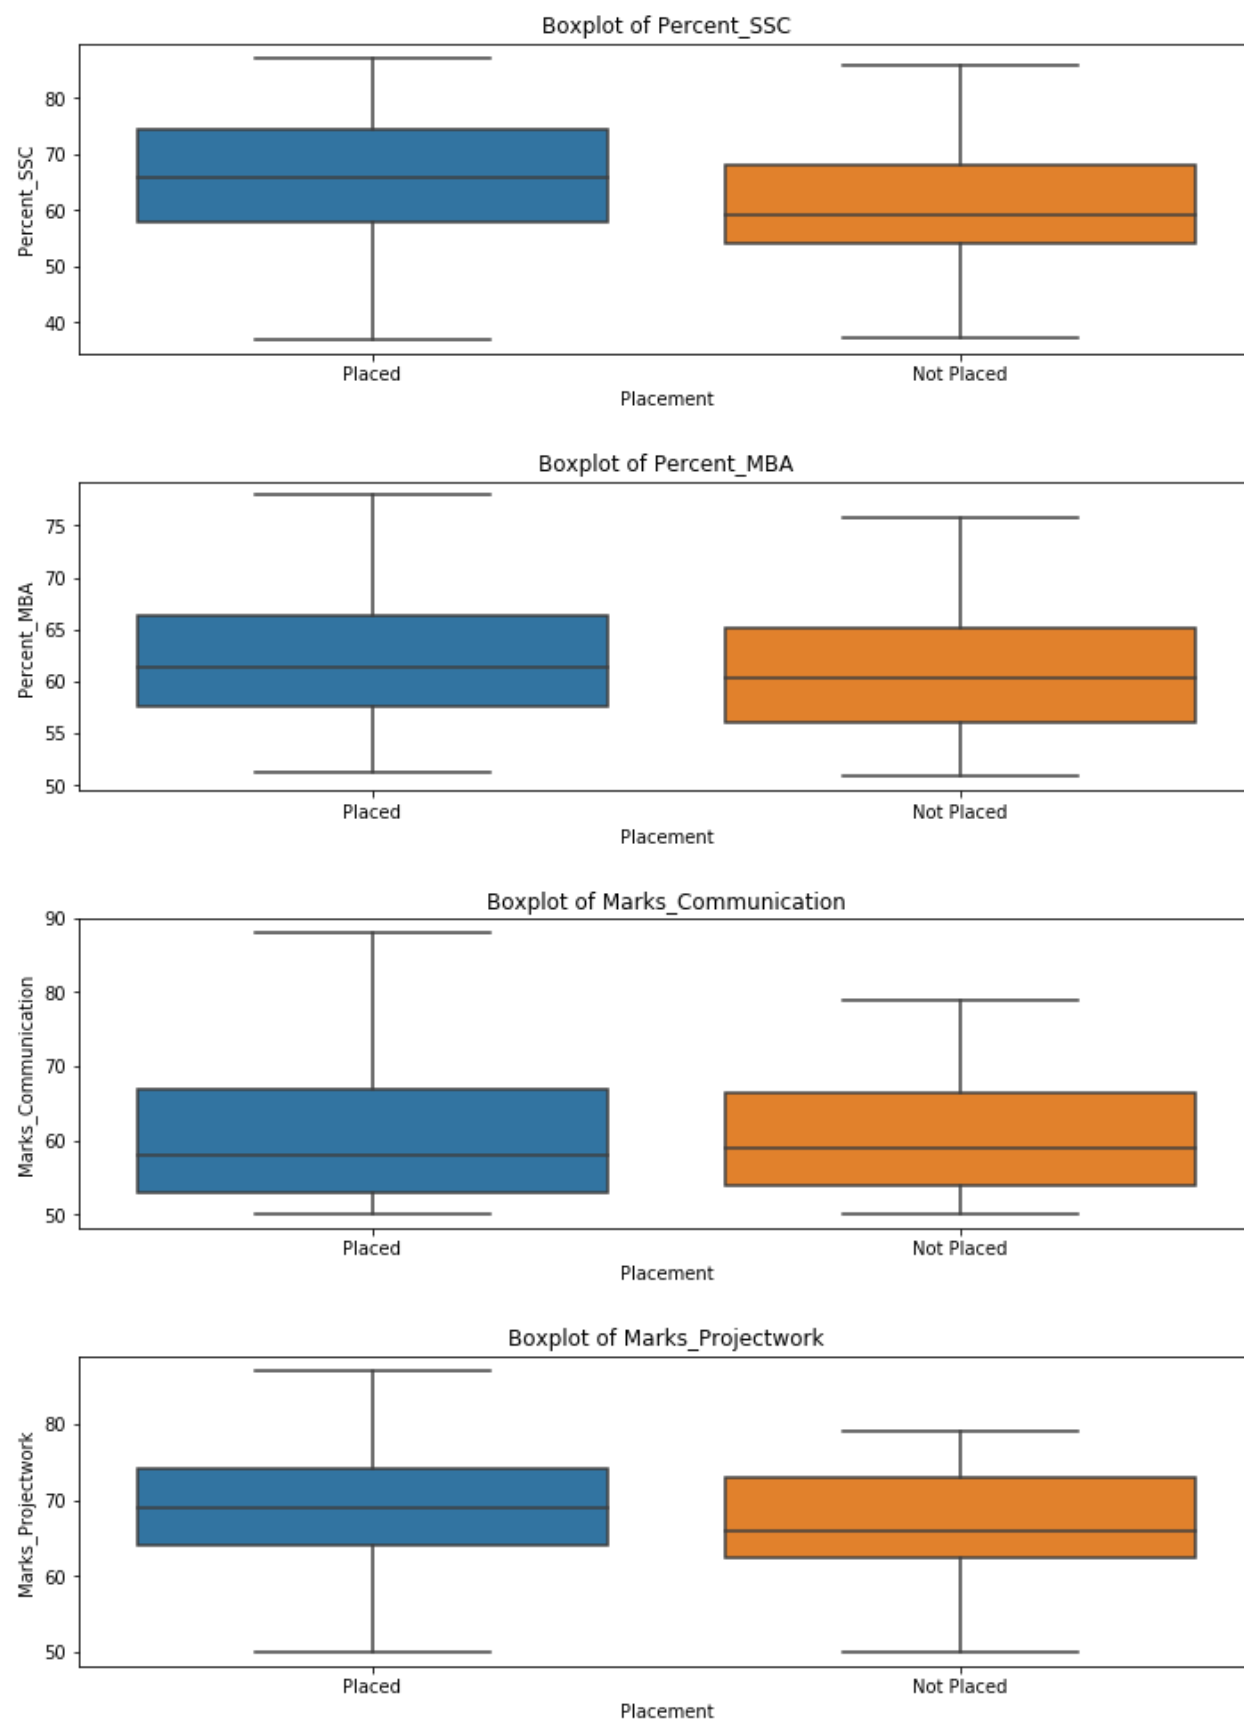 Boxplot of Percent_SSC
80
70
60
50
40
Percent_SSC
Placed
Not Placed
Placement
Boxplot of Percent_MBA
75
70
65
60
55
50
Percent_MBA
Placed
Not Placed
Placement
Boxplot of Marks_Communication
90
80
70
60
50
Marks_Communication
Placed
Not Placed
Placement
Boxplot of Marks_Projectwork
80
70
60
50
Marks_Projectwork
Placed
Not Placed
Placement